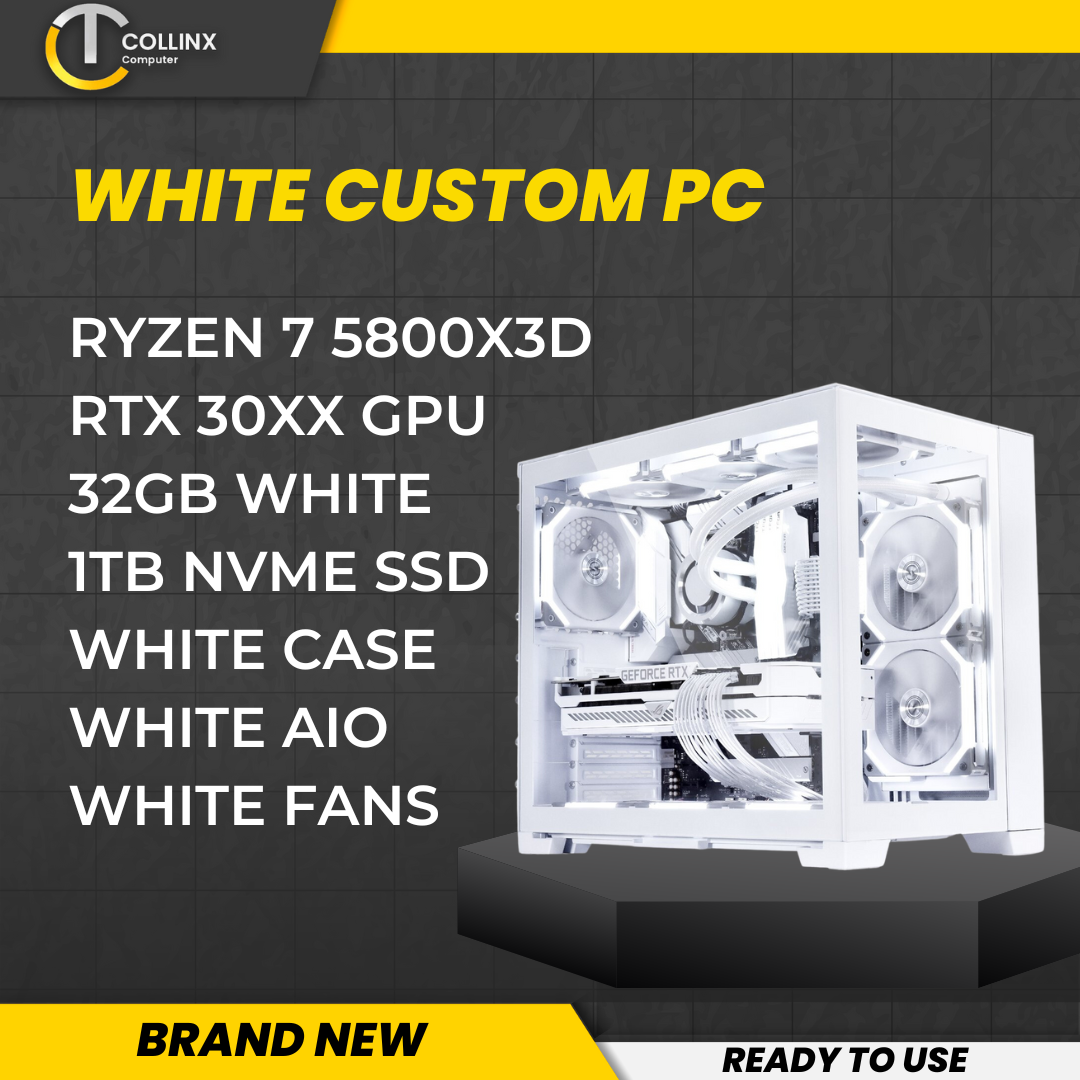 COLLINX
Computer
WHITE CUSTOM PC
RYZEN 7 5800X3D
RTX 30XX GPU
32GB WHITE
1TB NVME SSD
WHITE CASE
WHITE AIO
WHITE FANS
GEFORCE RTX
BRAND NEW
READY TO USE